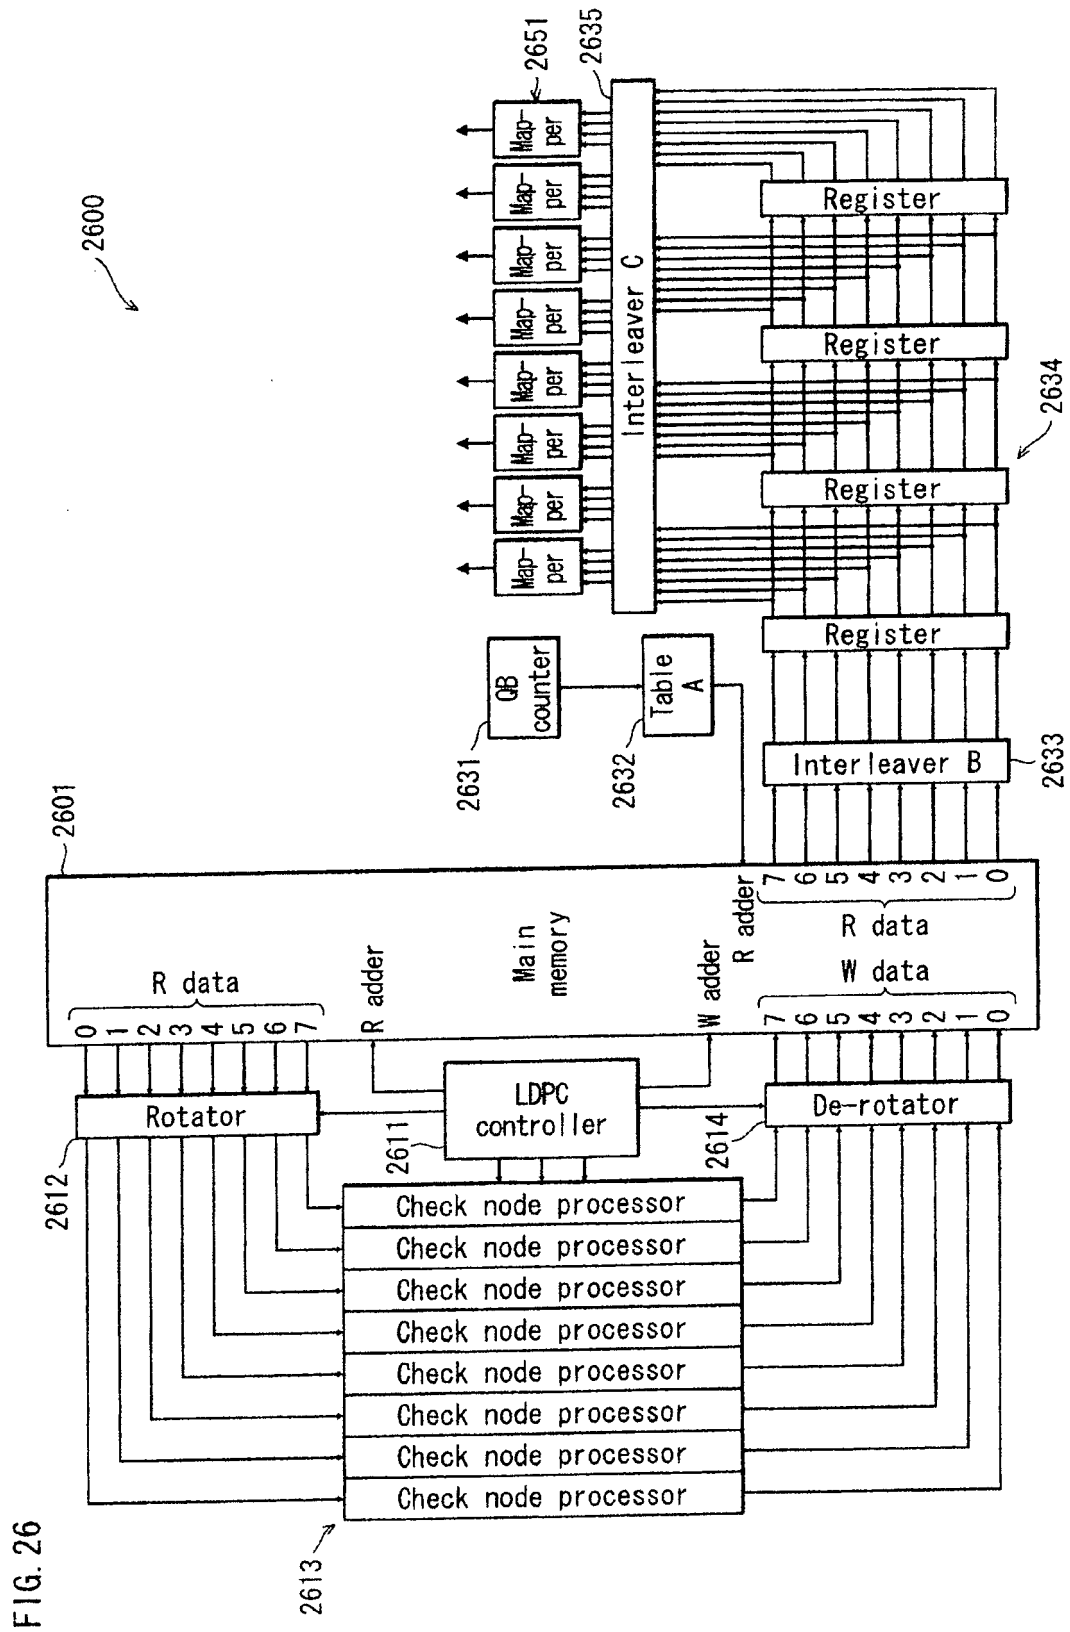 FIG. 26
2600
2601
Main memory
R data
0
1
2
3
4
5
6
7
R adder
W adder
W data
7
6
5
4
3
2
1
0
R adder
R data
7
6
5
4
3
2
1
0
2611
LDPC controller
2612
Rotator
2613
Check node processor
Check node processor
Check node processor
Check node processor
Check node processor
Check node processor
Check node processor
Check node processor
2614
De-rotator
2631
QB counter
2632
Table A
Interleaver B
2633
Register
Register
Register
Register
2634
Interleaver C
2635
Map-per
Map-per
Map-per
Map-per
Map-per
Map-per
Map-per
Map-per
2651